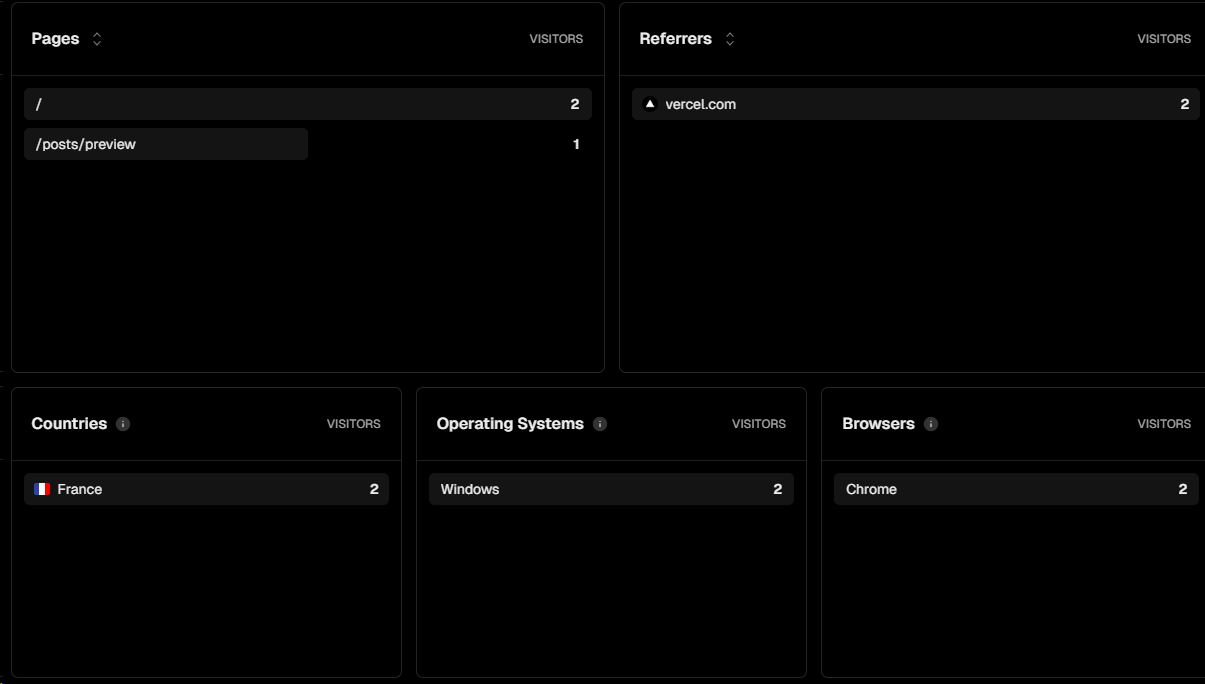 Pages VISITORS
/ 2
/posts/preview 1
Referrers VISITORS
vercel.com 2
Countries VISITORS
France 2
Operating Systems VISITORS
Windows 2
Browsers VISITORS
Chrome 2